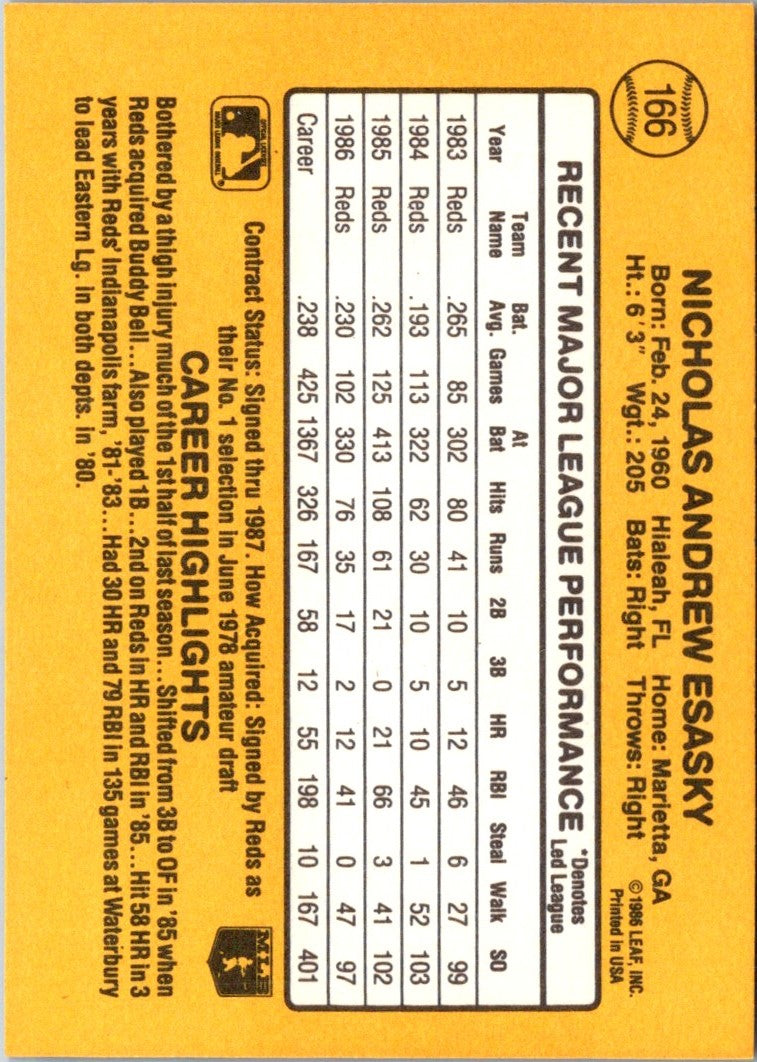 166
NICHOLAS ANDREW ESASKY
Born: Feb. 24, 1960 Hialeah, FL Home: Marietta, GA
Ht.: 6'3" Wgt.: 205 Bats: Right Throws: Right
© 1986 LEAF, INC.
Printed in USA
RECENT MAJOR LEAGUE PERFORMANCE *Denotes Led League
Year Team Name Bat. Avg. Games At Bat Hits Runs 2B 3B HR RBI Steal Walk SO
1983 Reds .265 85 302 80 41 10 5 12 46 6 27 99
1984 Reds .193 113 322 62 30 10 5 10 45 1 52 103
1985 Reds .262 125 413 108 61 21 0 21 66 3 41 102
1986 Reds .230 102 330 76 35 17 2 12 41 0 47 97
Career .238 425 1367 326 167 58 12 55 198 10 167 401
Contract Status: Signed thru 1987. How Acquired: Signed by Reds as
their No. 1 selection in June 1978 amateur draft
MLB
CAREER HIGHLIGHTS
Bothered by a thigh injury much of the 1st half of last season...Shifted from 3B to OF in '85 when
Reds acquired Buddy Bell...Also played 1B...2nd on Reds in HR and RBI in '85...Hit 58 HR in 3
years with Reds' Indianapolis farm, '81-'83...Had 30 HR and 79 RBI in 135 games at Waterbury
to lead Eastern Lg. in both depts. in '80.